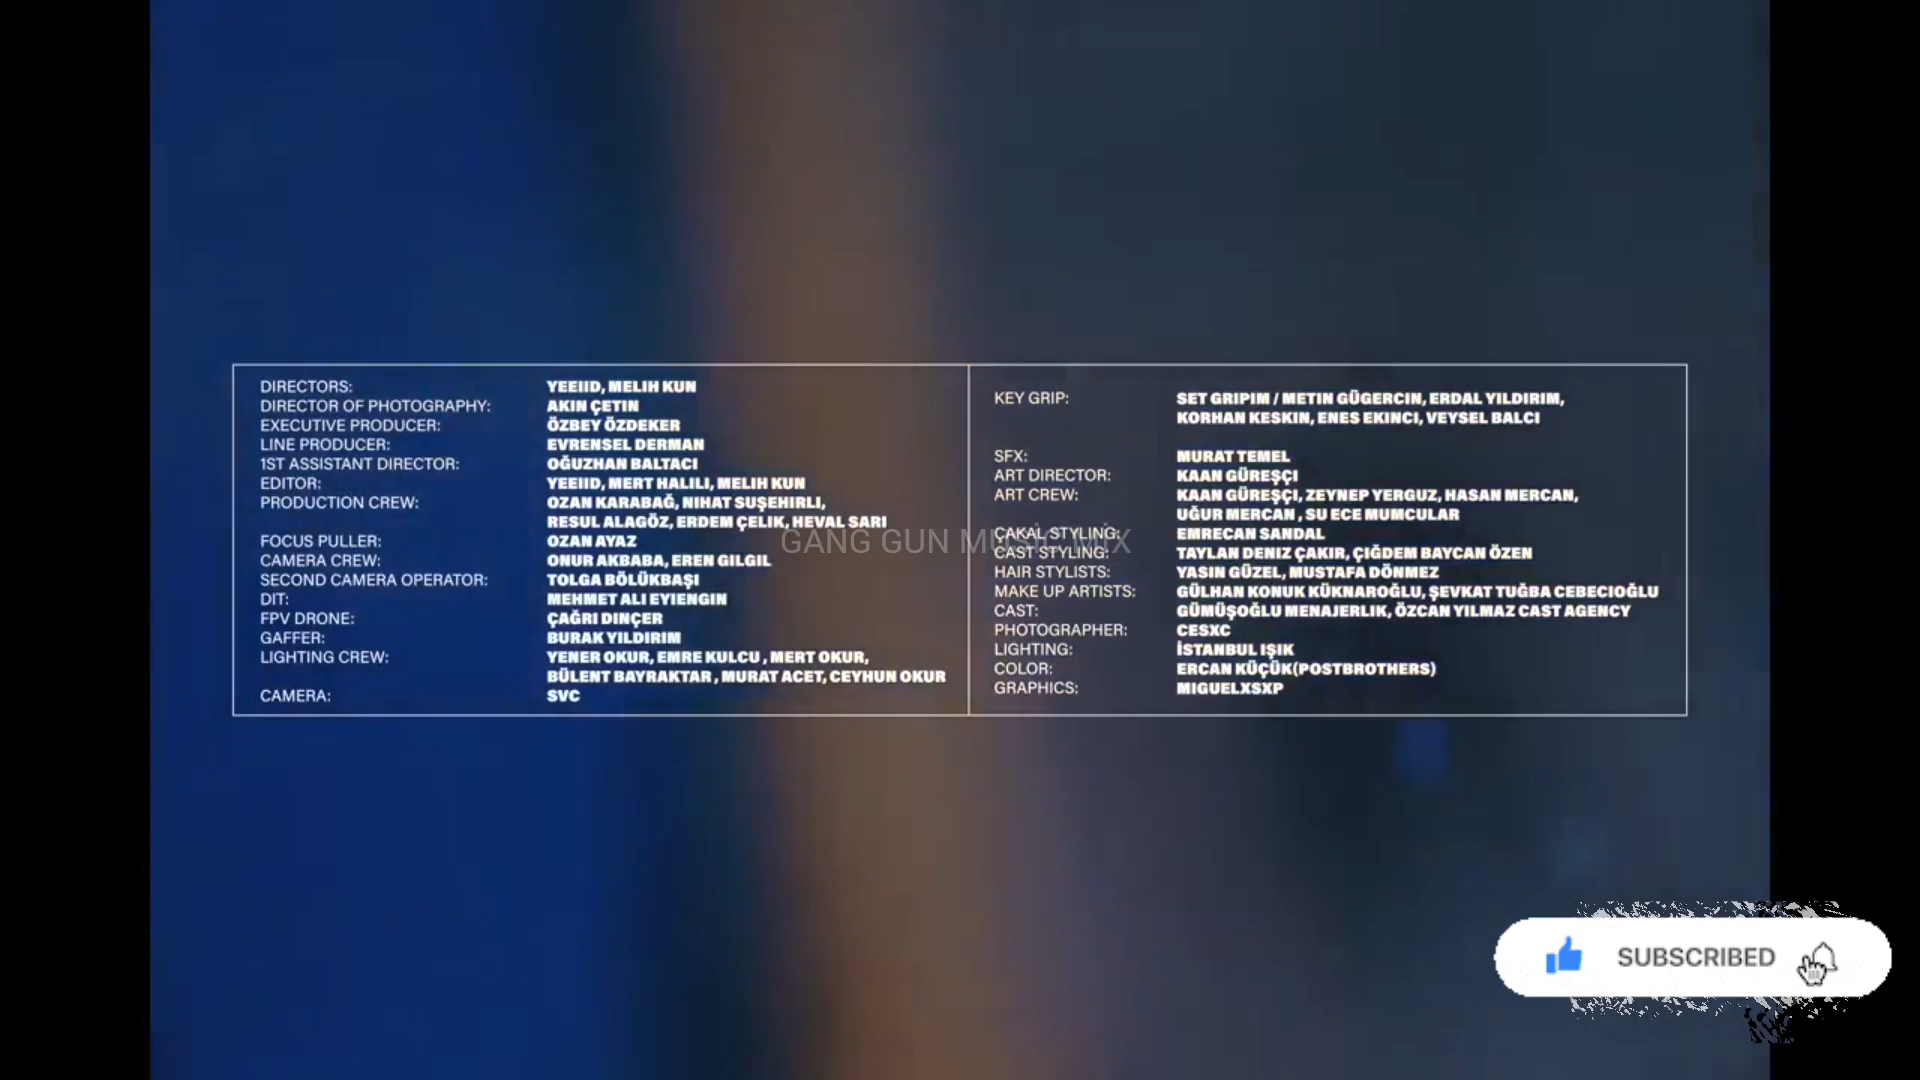 DIRECTORS: YEEIID, MELIH KUN
DIRECTOR OF PHOTOGRAPHY: AKIN ÇETIN
EXECUTIVE PRODUCER: ÖZBEY ÖZDEKER
LINE PRODUCER: EVRENSEL DERMAN
1ST ASSISTANT DIRECTOR: OĞUZHAN BALTACI
EDITOR: YEEIID, MERT HALILI, MELIH KUN
PRODUCTION CREW: OZAN KARABAĞ, NIHAT SUŞEHIRLI,
RESUL ALAGÖZ, ERDEM ÇELIK, HEVAL SARI
FOCUS PULLER: OZAN AYAZ
CAMERA CREW: ONUR AKBABA, EREN GILGIL
SECOND CAMERA OPERATOR: TOLGA BÖLÜKBAŞI
DIT: MEHMET ALI EYIENGIN
FPV DRONE: ÇAĞRI DINÇER
GAFFER: BURAK YILDIRIM
LIGHTING CREW: YENER OKUR, EMRE KULCU , MERT OKUR,
BÜLENT BAYRAKTAR , MURAT ACET, CEYHUN OKUR
CAMERA: SVC
KEY GRIP: SET GRIPIM / METIN GÜGERCIN, ERDAL YILDIRIM,
KORHAN KESKIN, ENES EKINCI, VEYSEL BALCI
SFX: MURAT TEMEL
ART DIRECTOR: KAAN GÜREŞÇI
ART CREW: KAAN GÜREŞÇI, ZEYNEP YERGUZ, HASAN MERCAN,
UĞUR MERCAN , SU ECE MUMCULAR
CAKAL STYLING: EMRECAN SANDAL
CAST STYLING: TAYLAN DENIZ ÇAKIR, ÇIĞDEM BAYCAN ÖZEN
HAIR STYLISTS: YASIN GÜZEL, MUSTAFA DÖNMEZ
MAKE UP ARTISTS: GÜLHAN KONUK KÜKNAROĞLU, ŞEVKAT TUĞBA CEBECIOĞLU
CAST: GÜMÜŞOĞLU MENAJERLIK, ÖZCAN YILMAZ CAST AGENCY
PHOTOGRAPHER: CESXC
LIGHTING: İSTANBUL IŞIK
COLOR: ERCAN KÜÇÜK(POSTBROTHERS)
GRAPHICS: MIGUELXSXP
GANG GUN MUSİC MİX
SUBSCRIBED